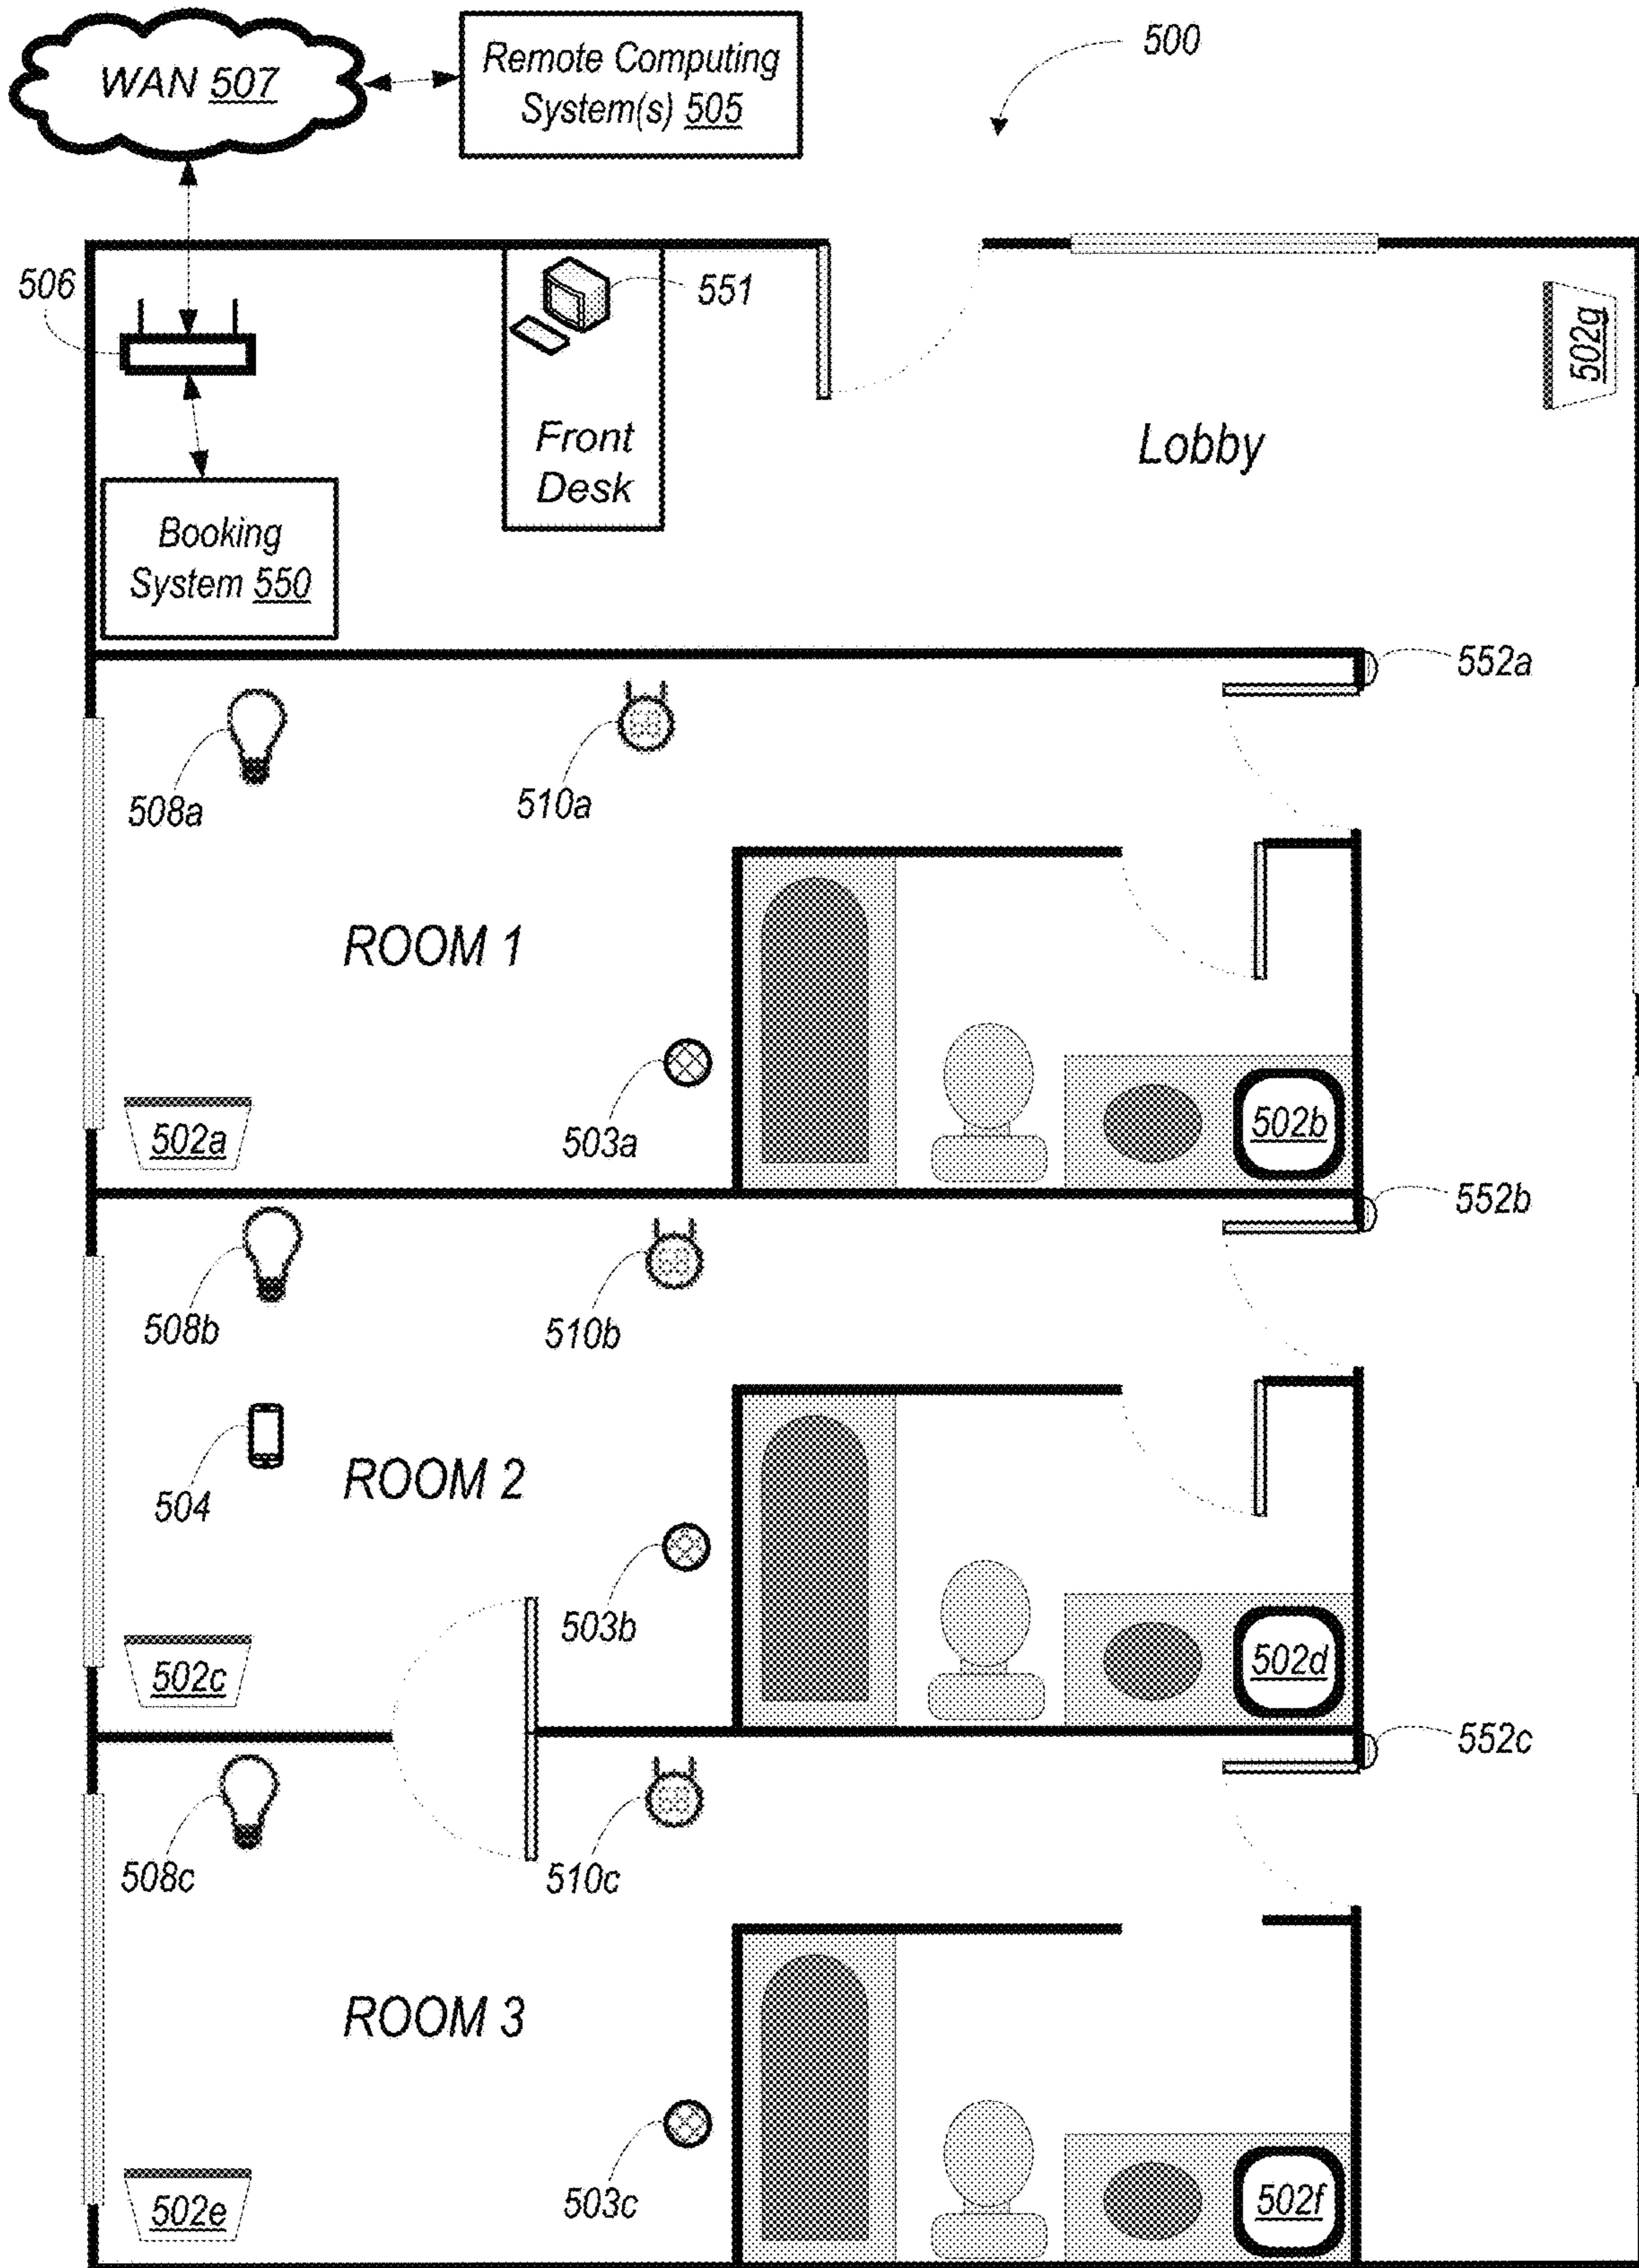 WAN 507
Remote Computing
System(s) 505
500
506
551
502g
Front
Desk
Lobby
Booking
System 550
552a
508a
510a
ROOM 1
502a
503a
502b
552b
508b
510b
504
ROOM 2
503b
502c
502d
552c
508c
510c
ROOM 3
503c
502e
502f